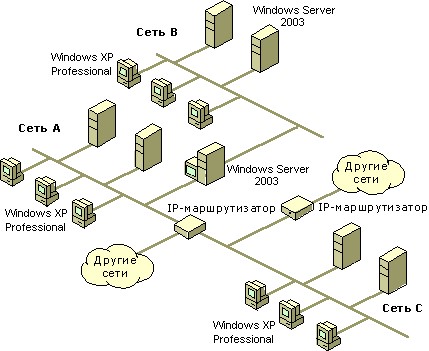 Windows Server
2003
Сеть B
Windows XP
Professional
Сеть A
Windows Server
2003
Другие
сети
Windows XP
Professional
IP-маршрутизатор
IP-маршрутизатор
Другие
сети
Сеть C
Windows XP
Professional